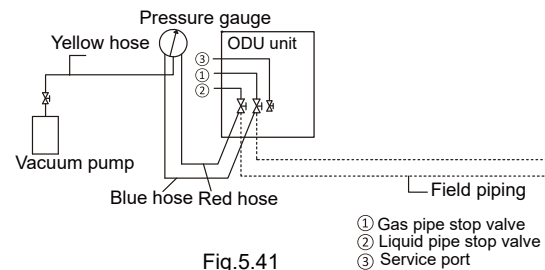 Pressure gauge
Yellow hose
ODU unit
③
①
②
Vacuum pump
Blue hose Red hose
Field piping
① Gas pipe stop valve
② Liquid pipe stop valve
③ Service port
Fig.5.41